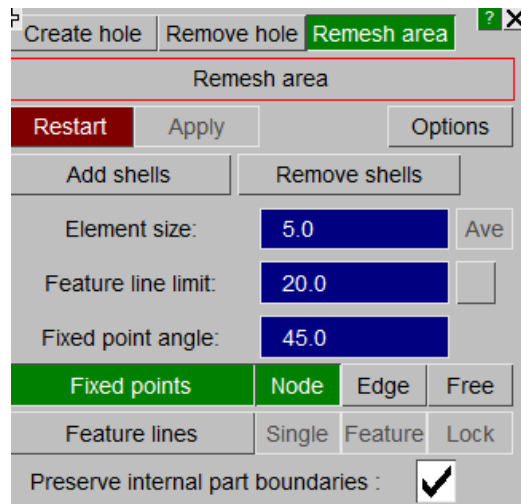 Create hole Remove hole Remesh area ? X
Remesh area
Restart Apply Options
Add shells Remove shells
Element size: 5.0 Ave
Feature line limit: 20.0
Fixed point angle: 45.0
Fixed points Node Edge Free
Feature lines Single Feature Lock
Preserve internal part boundaries :